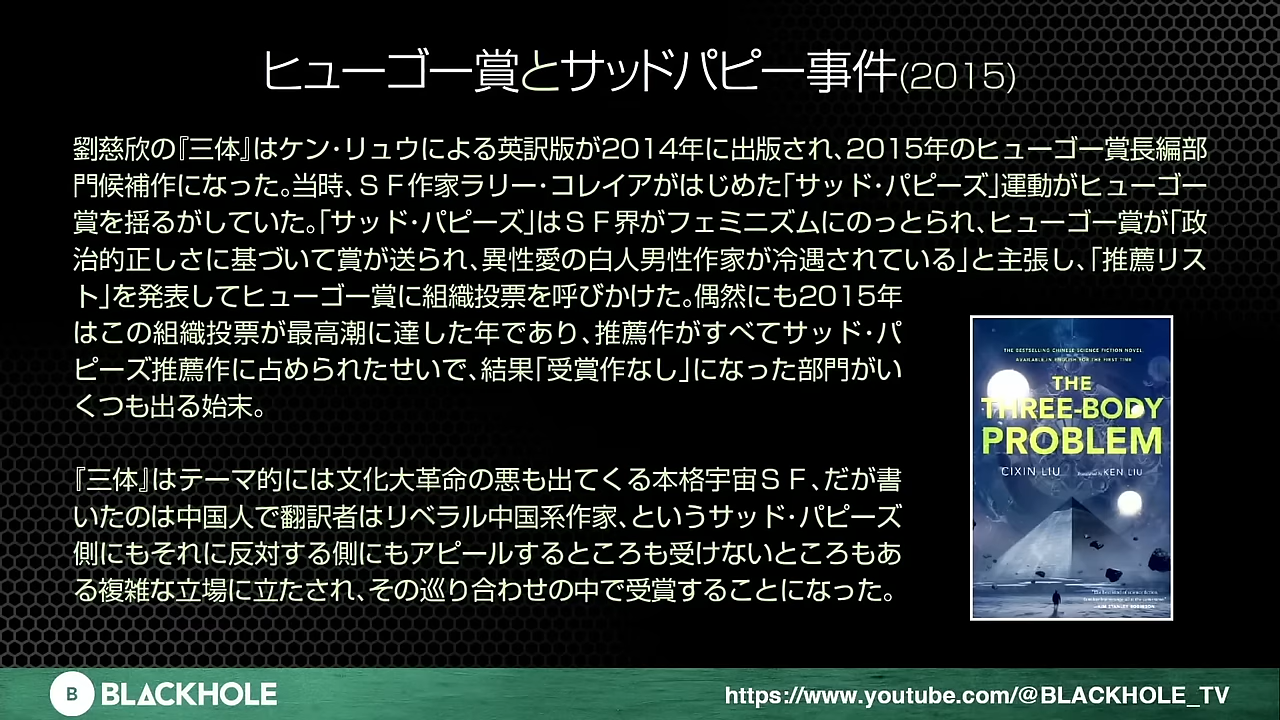 ヒューゴー賞とサッドパピー事件(2015)
劉慈欣の『三体』はケン・リュウによる英訳版が2014年に出版され、2015年のヒューゴー賞長編部
門候補作になった。当時、ＳＦ作家ラリー・コレイアがはじめた「サッド・パピーズ」運動がヒューゴー
賞を揺るがしていた。「サッド・パピーズ」はＳＦ界がフェミニズムにのっとられ、ヒューゴー賞が「政
治的正しさに基づいて賞が送られ、異性愛の白人男性作家が冷遇されている」と主張し、「推薦リス
ト」を発表してヒューゴー賞に組織投票を呼びかけた。偶然にも2015年
はこの組織投票が最高潮に達した年であり、推薦作がすべてサッド・パ
ピーズ推薦作に占められたせいで、結果「受賞作なし」になった部門がい
くつも出る始末。
『三体』はテーマ的には文化大革命の悪も出てくる本格宇宙ＳＦ、だが書
いたのは中国人で翻訳者はリベラル中国系作家、というサッド・パピーズ
側にもそれに反対する側にもアピールするところも受けないところもあ
る複雑な立場に立たされ、その巡り合わせの中で受賞することになった。
THE BESTSELLING CHINESE SCIENCE FICTION NOVEL
AVAILABLE IN ENGLISH FOR THE FIRST TIME
THE
THREE-BODY
PROBLEM
CIXIN LIU
KEN LIU
KIM STANLEY ROBINSON
B BLACKHOLE
https://www.youtube.com/@BLACKHOLE_TV